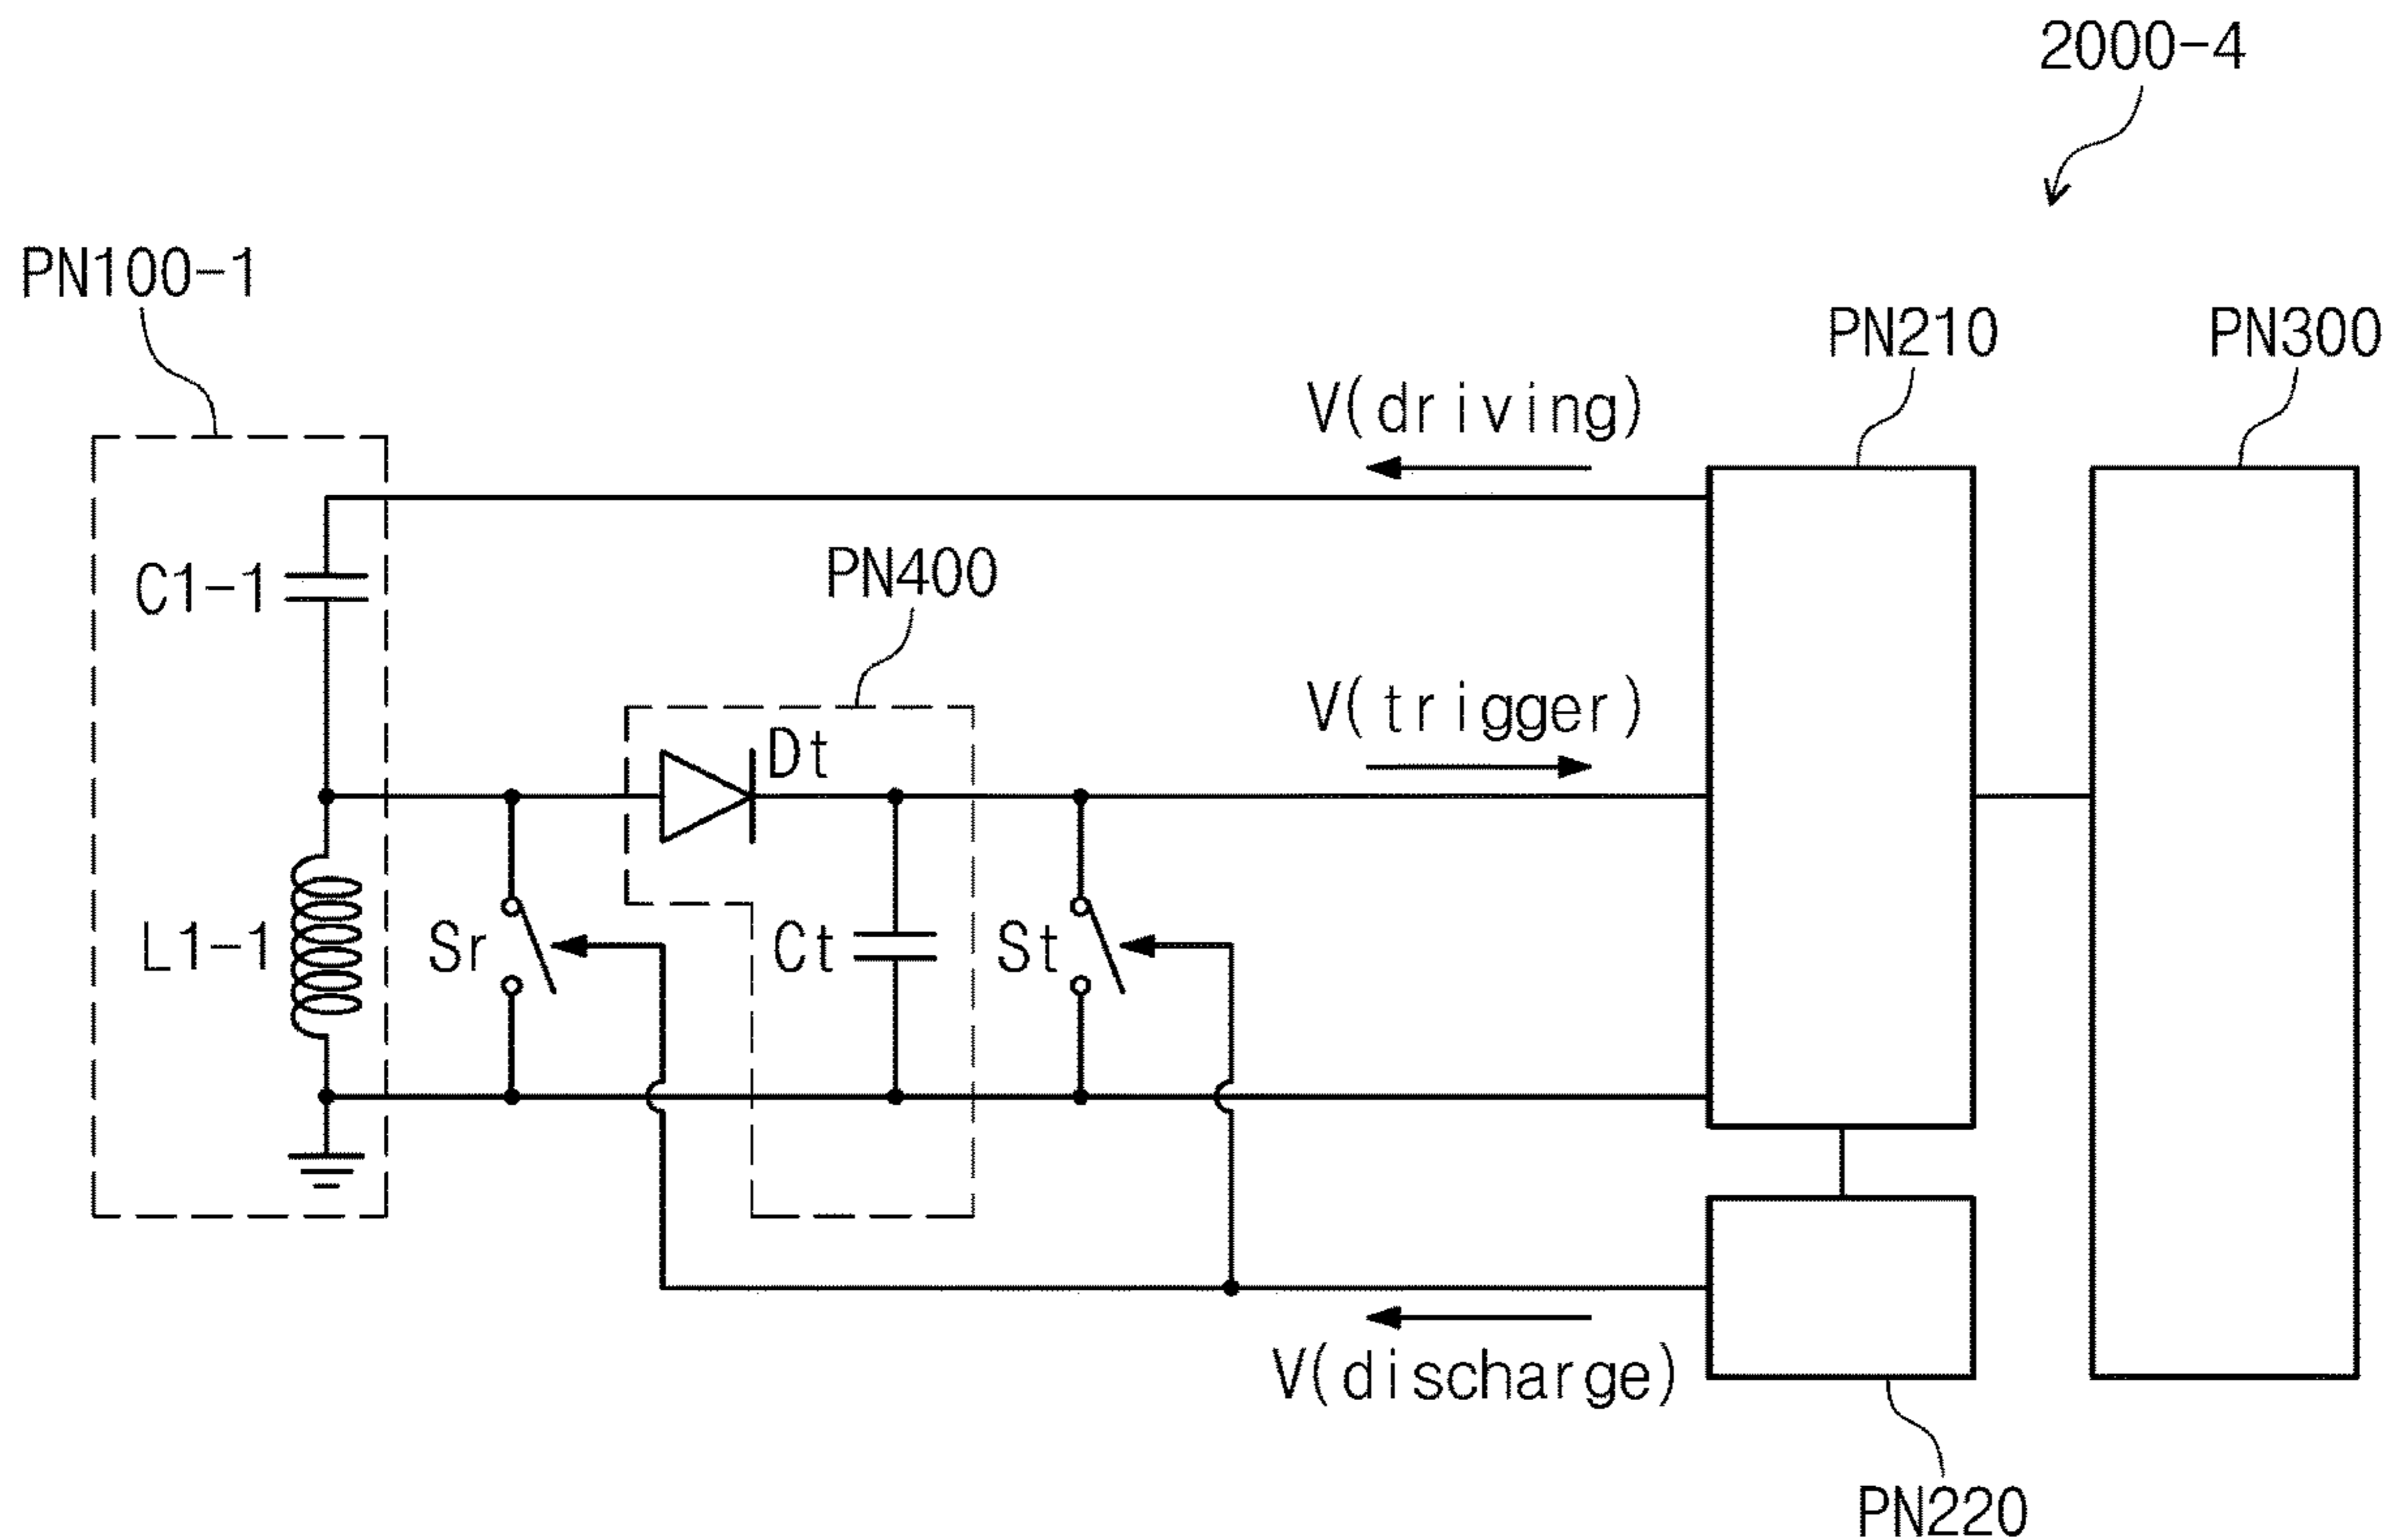 2000-4
PN100-1
PN210
PN300
V(driving)
C1-1
PN400
V(trigger)
Dt
L1-1
Sr
Ct
St
V(discharge)
PN220